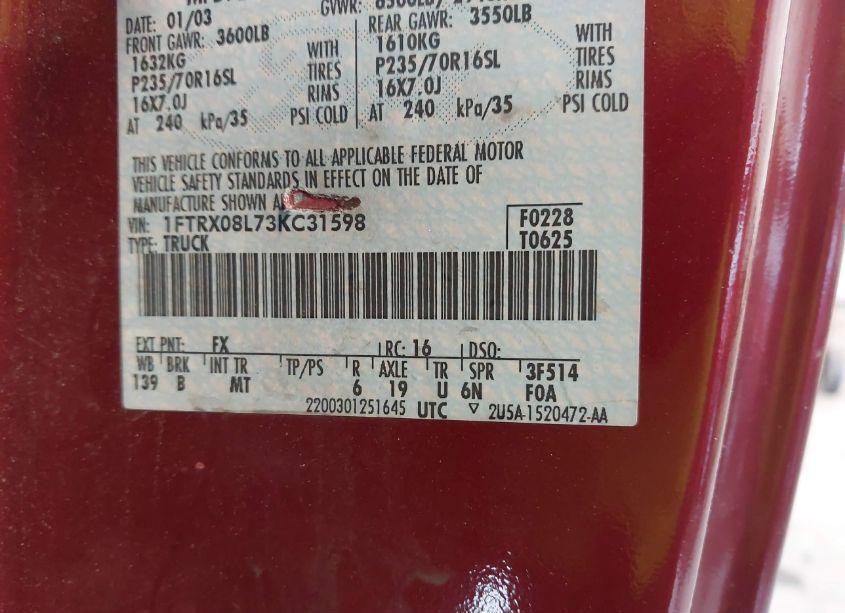 GVWR:
DATE: 01/03
FRONT GAWR: 3600LB
1632KG WITH
P235/70R16SL TIRES
16X7.0J RIMS
AT 240 kPa/35 PSI COLD
REAR GAWR: 3550LB
1610KG WITH
P235/70R16SL TIRES
16X7.0J RIMS
AT 240 kPa/35 PSI COLD
THIS VEHICLE CONFORMS TO ALL APPLICABLE FEDERAL MOTOR
VEHICLE SAFETY STANDARDS IN EFFECT ON THE DATE OF
MANUFACTURE SHOWN
VIN: 1FTRX08L73KC31598
TYPE: TRUCK
F0228
T0625
EXT PNT: FX RC: 16 DSO:
WB BRK INT TR TP/PS R AXLE TR SPR 3F514
139 B MT 6 19 U 6N F0A
2200301251645 UTC ▽ 2U5A-1520472-AA